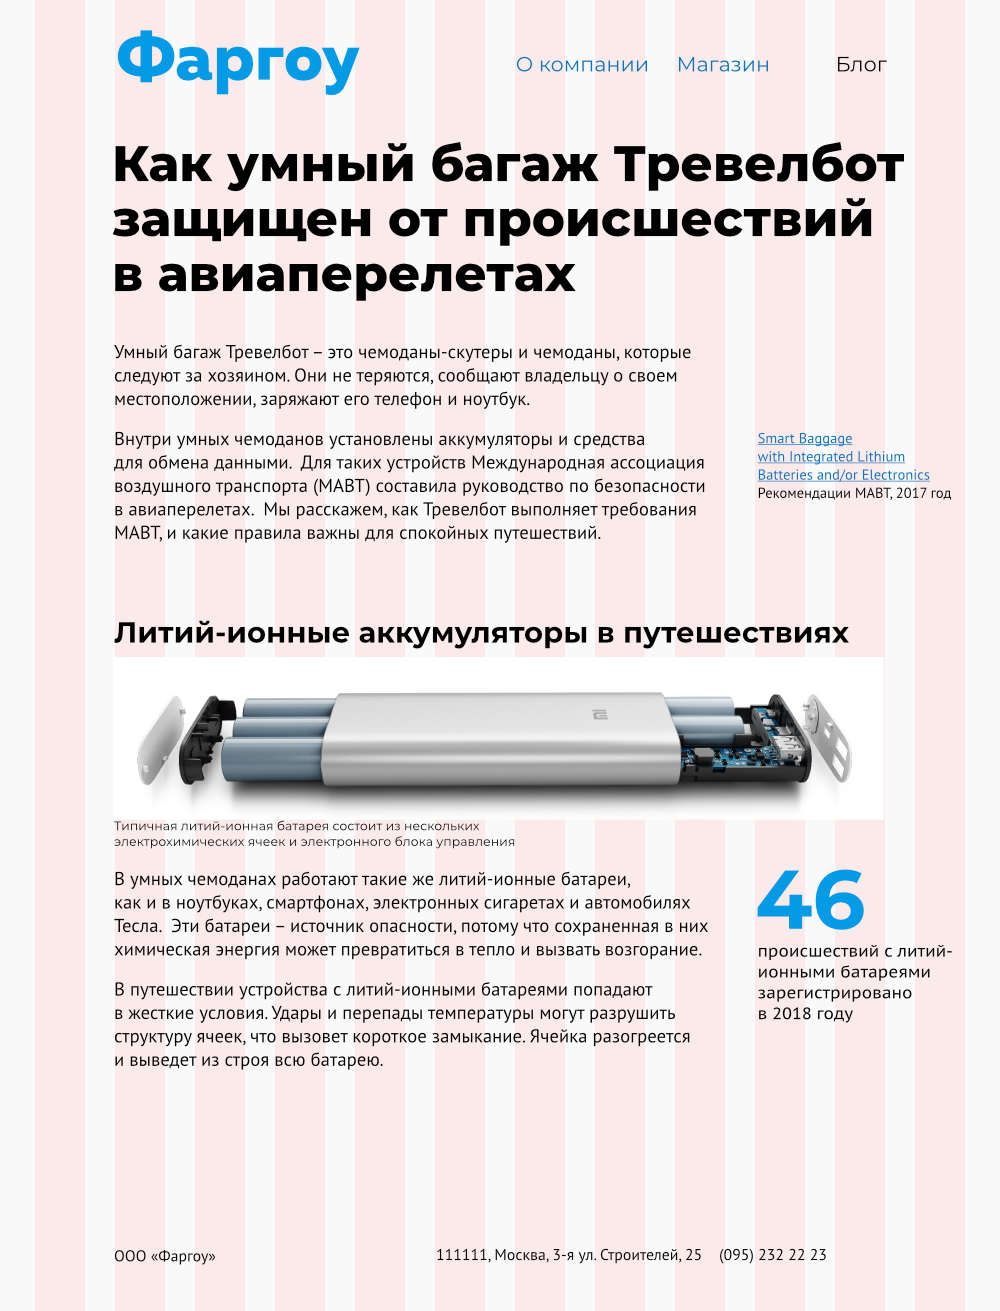 Фаргоу
О компании Магазин Блог
Как умный багаж Тревелбот
защищен от происшествий
в авиаперелетах
Умный багаж Тревелбот – это чемоданы-скутеры и чемоданы, которые
следуют за хозяином. Они не теряются, сообщают владельцу о своем
местоположении, заряжают его телефон и ноутбук.
Внутри умных чемоданов установлены аккумуляторы и средства
для обмена данными.  Для таких устройств Международная ассоциация
воздушного транспорта (МАВТ) составила руководство по безопасности
в авиаперелетах.  Мы расскажем, как Тревелбот выполняет требования
МАВТ, и какие правила важны для спокойных путешествий.
Smart Baggage
with Integrated Lithium
Batteries and/or Electronics
Рекомендации МАВТ, 2017 год
Литий-ионные аккумуляторы в путешествиях
mi
Типичная литий-ионная батарея состоит из нескольких
электрохимических ячеек и электронного блока управления
В умных чемоданах работают такие же литий-ионные батареи,
как и в ноутбуках, смартфонах, электронных сигаретах и автомобилях
Тесла.  Эти батареи – источник опасности, потому что сохраненная в них
химическая энергия может превратиться в тепло и вызвать возгорание.
В путешествии устройства с литий-ионными батареями попадают
в жесткие условия. Удары и перепады температуры могут разрушить
структуру ячеек, что вызовет короткое замыкание. Ячейка разогреется
и выведет из строя всю батарею.
46
происшествий с литий-
ионными батареями
зарегистрировано
в 2018 году
ООО «Фаргоу»
111111, Москва, 3-я ул. Строителей, 25 (095) 232 22 23